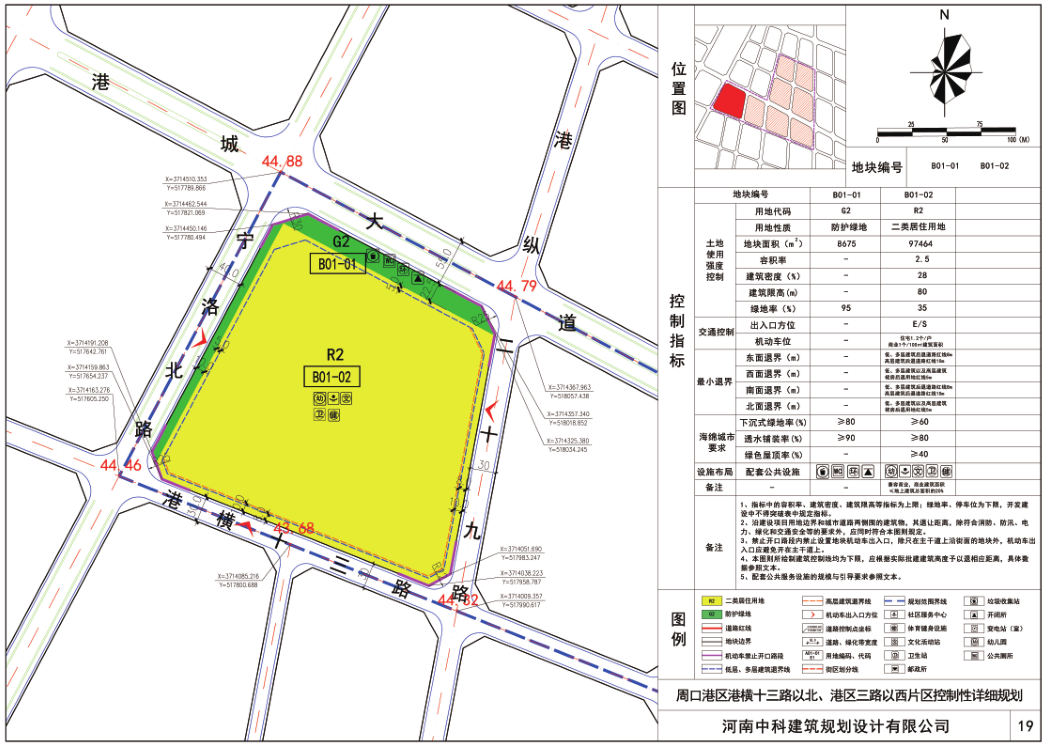 港
城
大
道
港
纵
二
十
九
路
宁
洛
北
路
港
横
十
三
路
44.88
44.79
44.46
43.68
X=3714510.353
Y=517789.866
X=3714462.544
Y=517821.069
X=3714450.146
Y=517780.494
X=3714191.208
Y=517642.761
X=3714159.863
Y=517654.237
X=3714163.276
Y=517605.250
X=3714367.963
Y=518057.438
X=3714357.340
Y=518018.852
X=3714325.380
Y=518034.245
X=3714051.690
Y=517983.247
X=3714038.223
Y=517958.787
X=3714009.357
Y=517990.617
X=3714085.216
Y=517800.688
G2
B01-01
R2
B01-02
30
位置图
N
25 75
0 50 100 (M)
地块编号 B01-01 B01-02
控制指标
地块编号 B01-01 B01-02
土地使用强度控制
用地代码 G2 R2
用地性质 防护绿地 二类居住用地
地块面积（m²） 8675 97464
容积率 - 2.5
建筑密度（%） - 28
建筑限高(m) - 80
绿地率（%） 95 35
交通控制
出入口方位 - E/S
机动车位 - 住宅1.2个/户
商业1个/100㎡建筑面积
最小退界
东面退界（m） -
西面退界（m） -
南面退界（m） -
北面退界（m） -
海绵城市要求
下沉式绿地率(%) ≥80 ≥60
透水铺装率(%) ≥90 ≥80
绿色屋顶率(%) - ≥40
设施布局 配套公共设施
备注 - -
备注
1、指标中的容积率、建筑密度、建筑限高等指标为上限；绿地率、停车位为下限，开发建
设中不得突破表中规定指标。
2、沿建设项目用地边界和城市道路两侧围的建筑物，其退让距离，除符合消防、防汛、电
力、绿化和交通安全等的要求外，应同时符合本图则规定。
3、禁止开口路段内禁止设置地块机动车出入口，除只在主干道上沿街面的地块外，机动车出
入口应避免开在主干道上。
4、本图则所绘制建筑控制线均为下限，应根据实际批建建筑高度予以退相应距离，具体数
据参照文本。
5、配套公共服务设施的规模与引导要求参照文本。
图例
R2 二类居住用地
G2 防护绿地
道路红线
地块边界
机动车禁止开口路段
低层、多层建筑退界线
高层建筑退界线
机动车出入口方位
道路控制点坐标
道路、绿化带宽度
用地编码、代码
街区划分线
规划范围界线
社区服务中心
体育健身设施
文化活动站
卫生站
邮政所
垃圾收集站
开闭所
变电站（室）
幼儿园
公共厕所
周口港区港横十三路以北、港区三路以西片区控制性详细规划
河南中科建筑规划设计有限公司 19